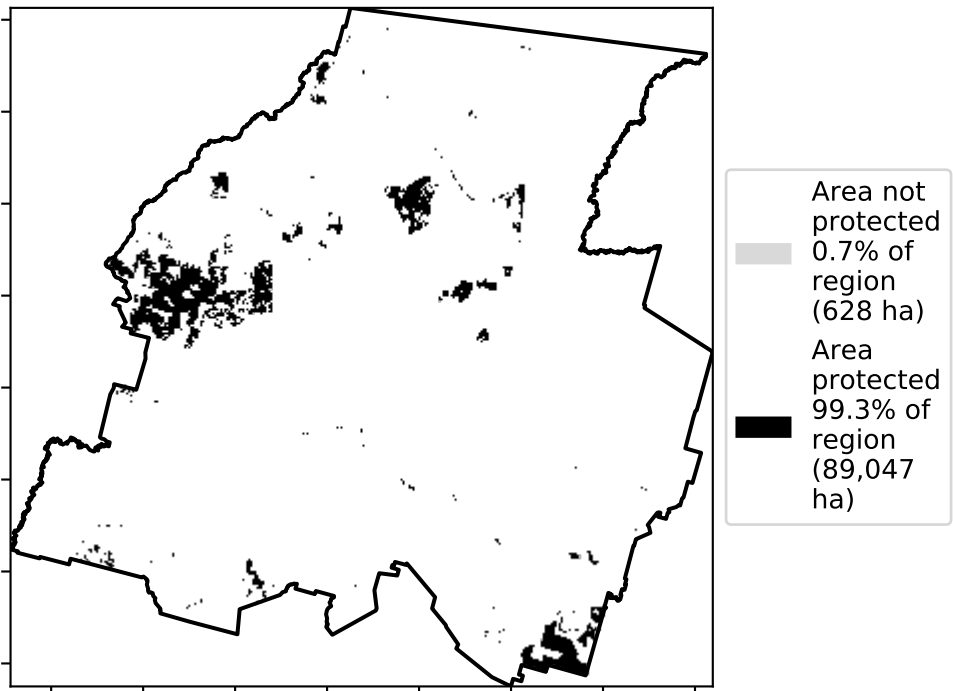 Area not
protected
0.7% of
region
(628 ha)
Area
protected
99.3% of
region
(89,047
ha)